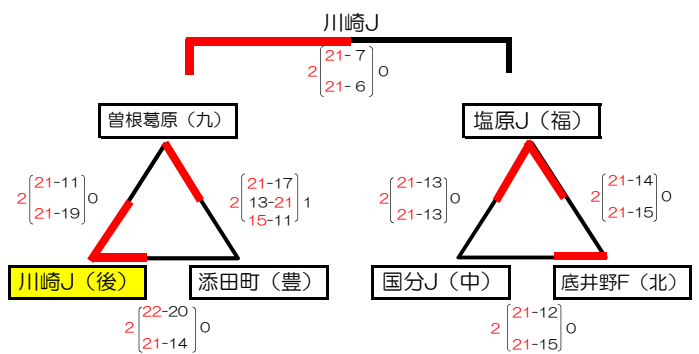 川崎J
2 21-7 0
21-6
曽根葛原（九）
塩原J（福）
2 21-11 0
21-19
2 21-17 1
13-21
15-11
2 21-13 0
21-13
2 21-14 0
21-15
川崎J（後）
添田町（豊）
国分J（中）
底井野F（北）
2 22-20 0
21-14
2 21-12 0
21-15